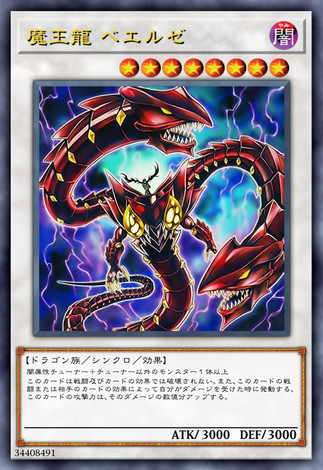 魔王龍 ベエルゼ
やみ
闇
【ドラゴン族／シンクロ／効果】
闇属性チューナー＋チューナー以外のモンスター１体以上
このカードは戦闘及びカードの効果では破壊されない。また、このカードの戦
闘または相手のカードの効果によって自分がダメージを受けた時に発動する。
このカードの攻撃力は、そのダメージの数値分アップする。
ATK/ 3000 DEF/ 3000
34408491